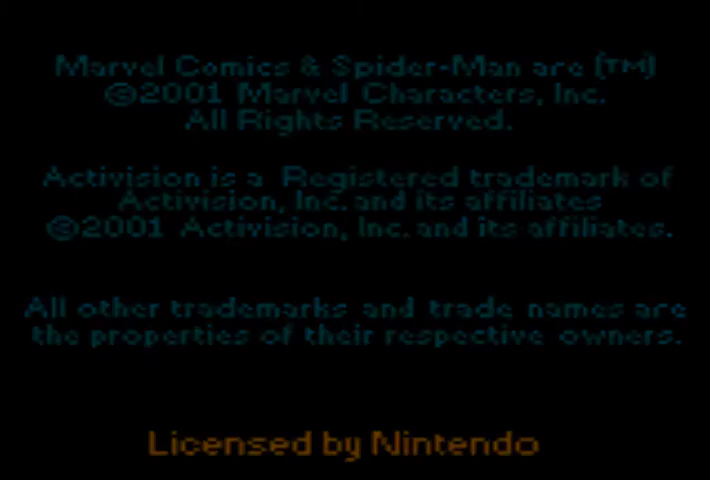 Marvel Comics & Spider-Man are (TM)
©2001 Marvel Characters, Inc.
All Rights Reserved.
Activision is a Registered trademark of
Activision, Inc. and its affiliates
©2001 Activision, Inc. and its affiliates.
All other trademarks and trade names are
the properties of their respective owners.
Licensed by Nintendo